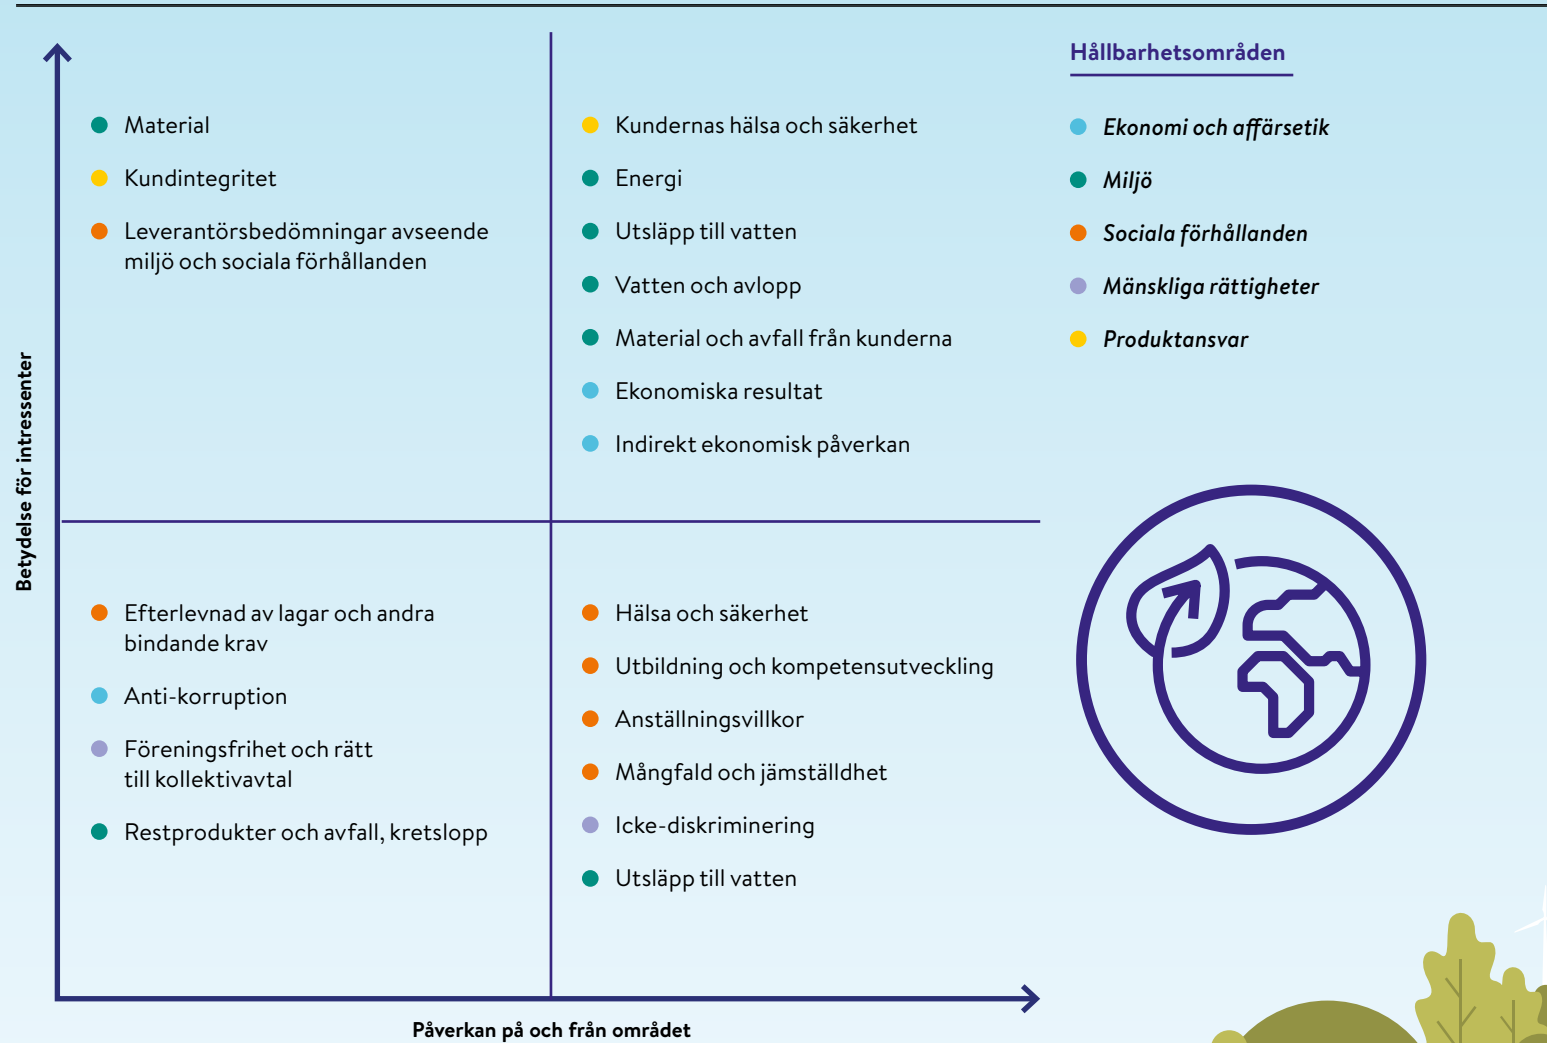 Betydelse för intressenter
Material
Kundintegritet
Leverantörsbedömningar avseende
miljö och sociala förhållanden
Kundernas hälsa och säkerhet
Energi
Utsläpp till vatten
Vatten och avlopp
Material och avfall från kunderna
Ekonomiska resultat
Indirekt ekonomisk påverkan
Efterlevnad av lagar och andra
bindande krav
Anti-korruption
Föreningsfrihet och rätt
till kollektivavtal
Restprodukter och avfall, kretslopp
Hälsa och säkerhet
Utbildning och kompetensutveckling
Anställningsvillkor
Mångfald och jämställdhet
Icke-diskriminering
Utsläpp till vatten
Påverkan på och från området
Hållbarhetsområden
Ekonomi och affärsetik
Miljö
Sociala förhållanden
Mänskliga rättigheter
Produktansvar